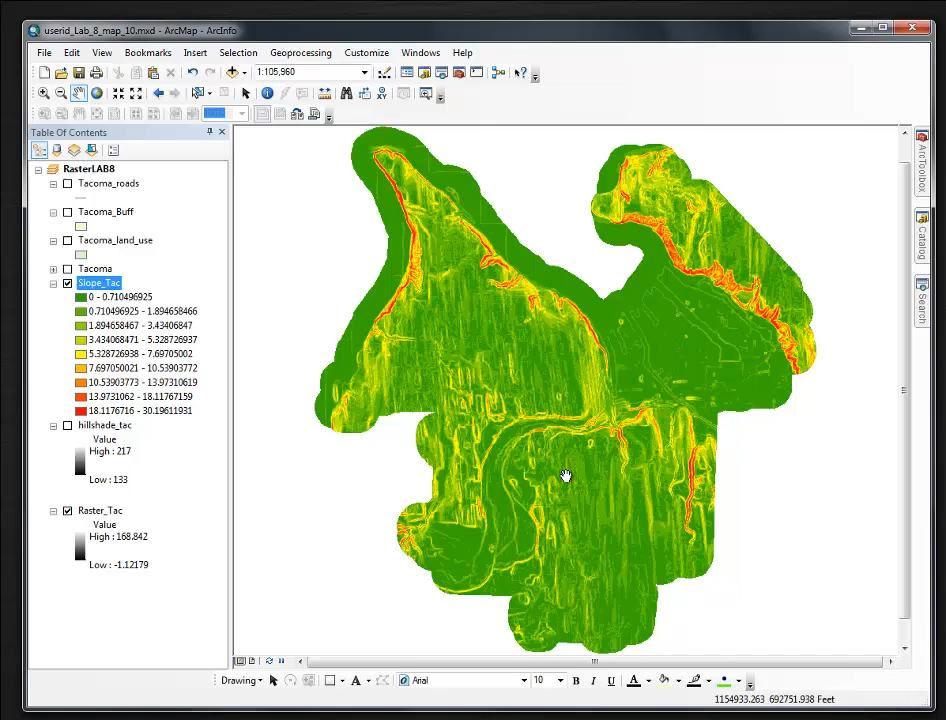 userid_Lab_8_map_10.mxd - ArcMap - ArcInfo
File Edit View Bookmarks Insert Selection Geoprocessing Customize Windows Help
1:105,960
Table Of Contents
RasterLAB8
Tacoma_roads
Tacoma_Buff
Tacoma_land_use
Tacoma
Slope_Tac
0 - 0.710496925
0.710496925 - 1.894658466
1.894658467 - 3.43406847
3.434068471 - 5.328726937
5.328726938 - 7.69705002
7.697050021 - 10.53903772
10.53903773 - 13.97310619
13.9731062 - 18.11767159
18.1176716 - 30.19611931
hillshade_tac
Value
High : 217
Low : 133
Raster_Tac
Value
High : 168.842
Low : -1.12179
ArcToolbox
Catalog
Search
Drawing
A
Arial
10
B I U A
1154933.263 692751.938 Feet